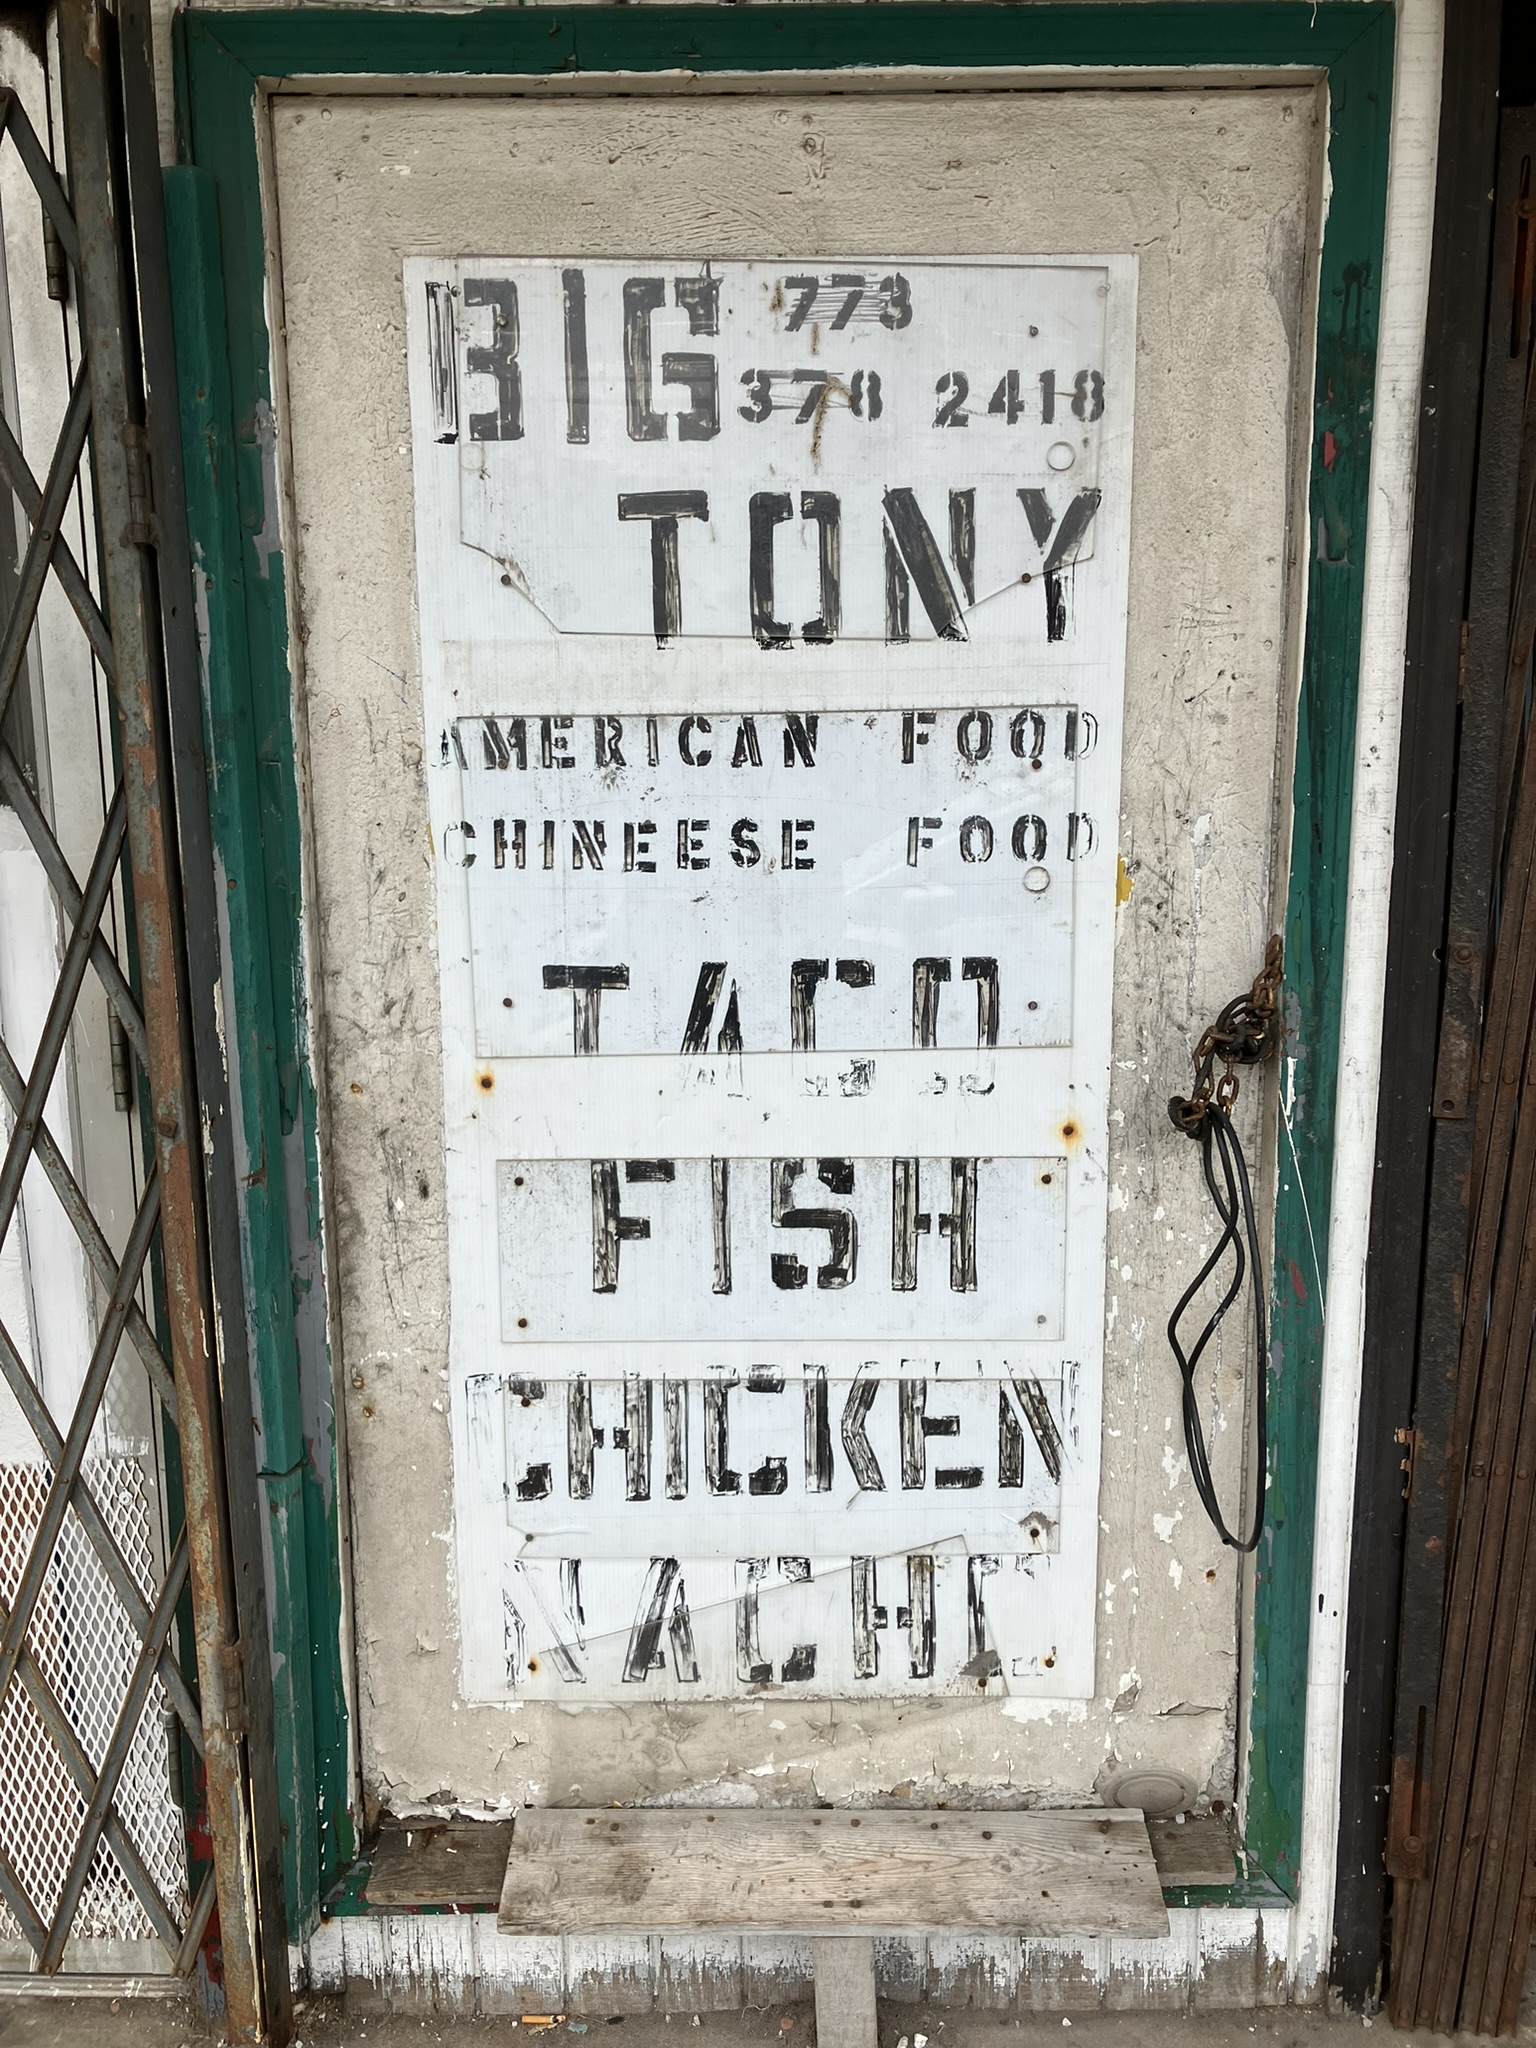 BIG 773
378 2418
TONY
AMERICAN FOOD
CHINEESE FOOD
TACO
FISH
CHICKEN
NACHO